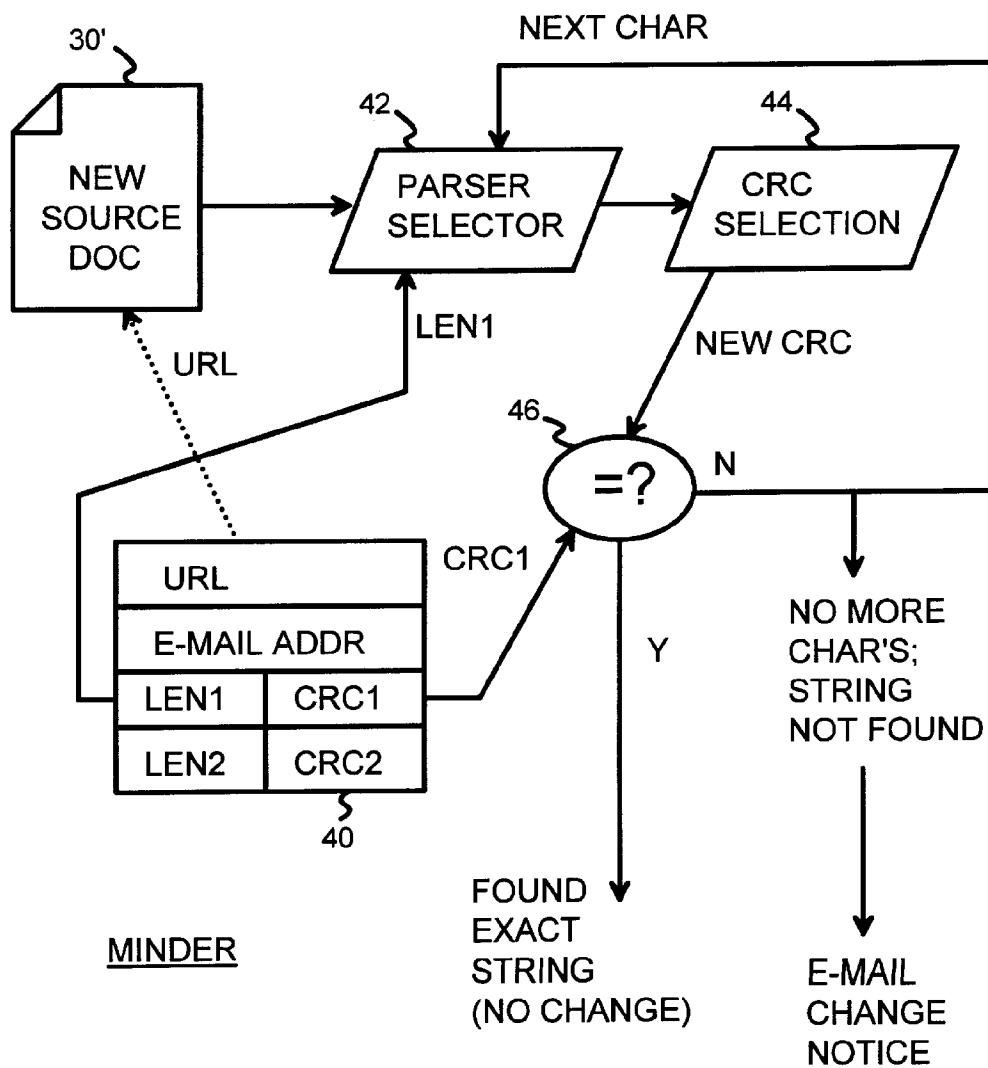 NEXT CHAR
30'
42
44
NEW
SOURCE
DOC
PARSER
SELECTOR
CRC
SELECTION
URL
LEN1
NEW CRC
46
=?
N
CRC1
URL
E-MAIL ADDR
LEN1 CRC1
LEN2 CRC2
40
Y
NO MORE
CHAR'S;
STRING
NOT FOUND
FOUND
EXACT
STRING
(NO CHANGE)
MINDER
E-MAIL
CHANGE
NOTICE